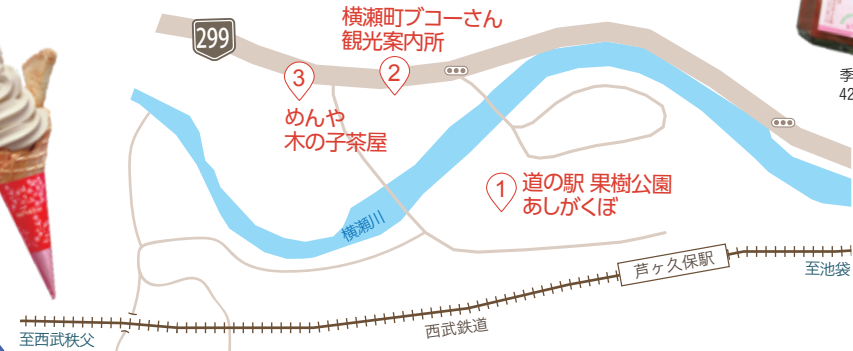 横瀬町ブコーさん
観光案内所
299
3
2
めんや
木の子茶屋
季
42
1
道の駅 果樹公園
あしがくぼ
横瀬川
芦ヶ久保駅
至池袋
西武鉄道
至西武秩父